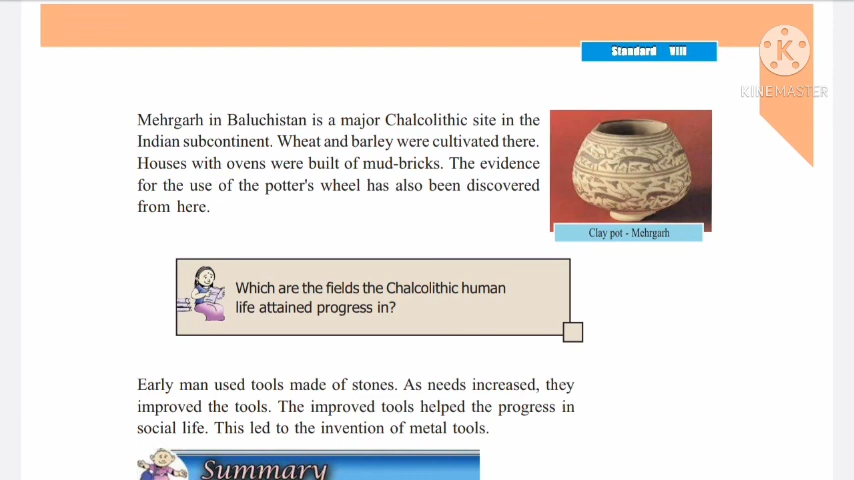 Standard VIII
K
KINEMASTER
Mehrgarh in Baluchistan is a major Chalcolithic site in the
Indian subcontinent. Wheat and barley were cultivated there.
Houses with ovens were built of mud-bricks. The evidence
for the use of the potter's wheel has also been discovered
from here.
Clay pot - Mehrgarh
Which are the fields the Chalcolithic human
life attained progress in?
Early man used tools made of stones. As needs increased, they
improved the tools. The improved tools helped the progress in
social life. This led to the invention of metal tools.
Summary